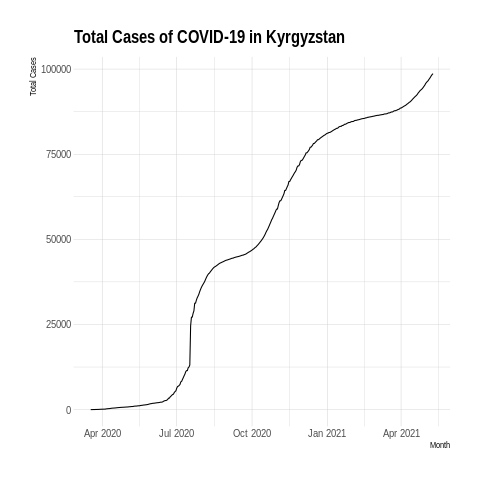 Total Cases of COVID-19 in Kyrgyzstan
Total Cases
100000
75000
50000
25000
0
Apr 2020 Jul 2020 Oct 2020 Jan 2021 Apr 2021
Month